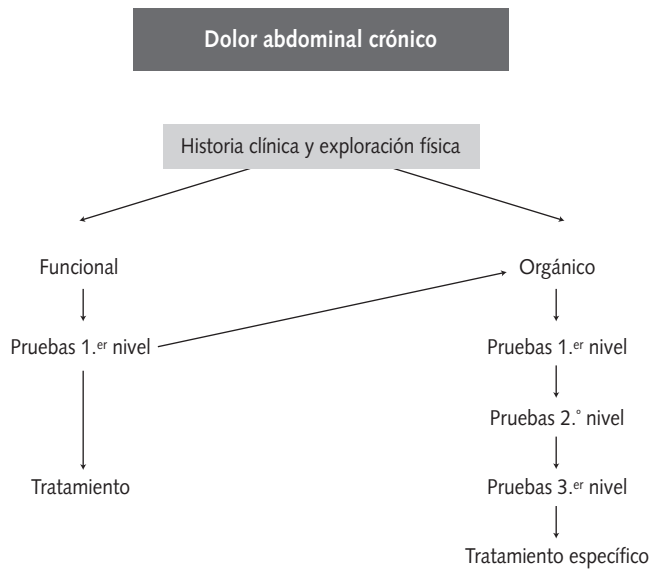 Dolor abdominal crónico
Historia clínica y exploración física
Funcional
Orgánico
Pruebas 1.er nivel
Pruebas 1.er nivel
Pruebas 2.° nivel
Tratamiento
Pruebas 3.er nivel
Tratamiento específico